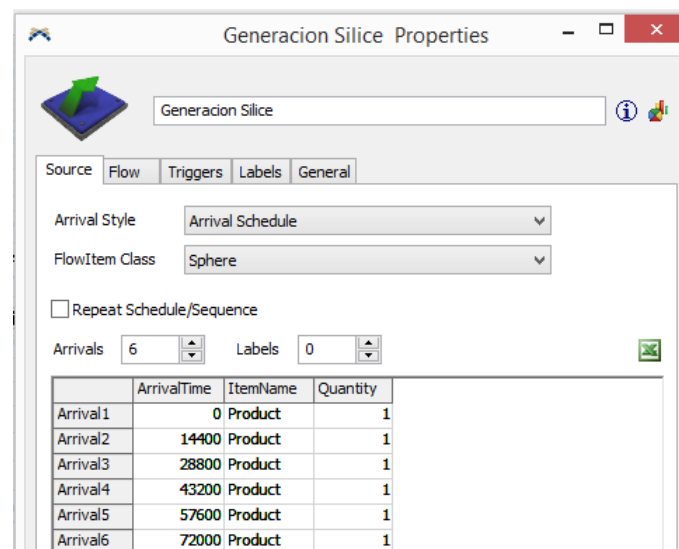 Generacion Silice Properties
Generacion Silice
Source Flow Triggers Labels General
Arrival Style Arrival Schedule
FlowItem Class Sphere
Repeat Schedule/Sequence
Arrivals 6 Labels 0
ArrivalTime ItemName Quantity
Arrival1 0 Product 1
Arrival2 14400 Product 1
Arrival3 28800 Product 1
Arrival4 43200 Product 1
Arrival5 57600 Product 1
Arrival6 72000 Product 1